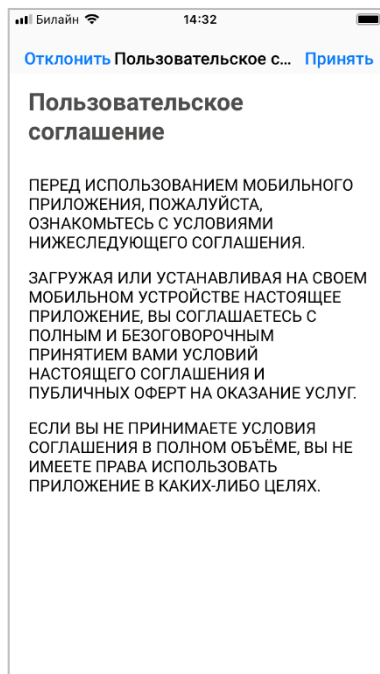 Билайн 14:32
Отклонить Пользовательское с... Принять
Пользовательское
соглашение
ПЕРЕД ИСПОЛЬЗОВАНИЕМ МОБИЛЬНОГО
ПРИЛОЖЕНИЯ, ПОЖАЛУЙСТА,
ОЗНАКОМЬТЕСЬ С УСЛОВИЯМИ
НИЖЕСЛЕДУЮЩЕГО СОГЛАШЕНИЯ.
ЗАГРУЖАЯ ИЛИ УСТАНАВЛИВАЯ НА СВОЕМ
МОБИЛЬНОМ УСТРОЙСТВЕ НАСТОЯЩЕЕ
ПРИЛОЖЕНИЕ, ВЫ СОГЛАШАЕТЕСЬ С
ПОЛНЫМ И БЕЗОГОВОРОЧНЫМ
ПРИНЯТИЕМ ВАМИ УСЛОВИЙ
НАСТОЯЩЕГО СОГЛАШЕНИЯ И
ПУБЛИЧНЫХ ОФЕРТ НА ОКАЗАНИЕ УСЛУГ.
ЕСЛИ ВЫ НЕ ПРИНИМАЕТЕ УСЛОВИЯ
СОГЛАШЕНИЯ В ПОЛНОМ ОБЪЁМЕ, ВЫ НЕ
ИМЕЕТЕ ПРАВА ИСПОЛЬЗОВАТЬ
ПРИЛОЖЕНИЕ В КАКИХ-ЛИБО ЦЕЛЯХ.